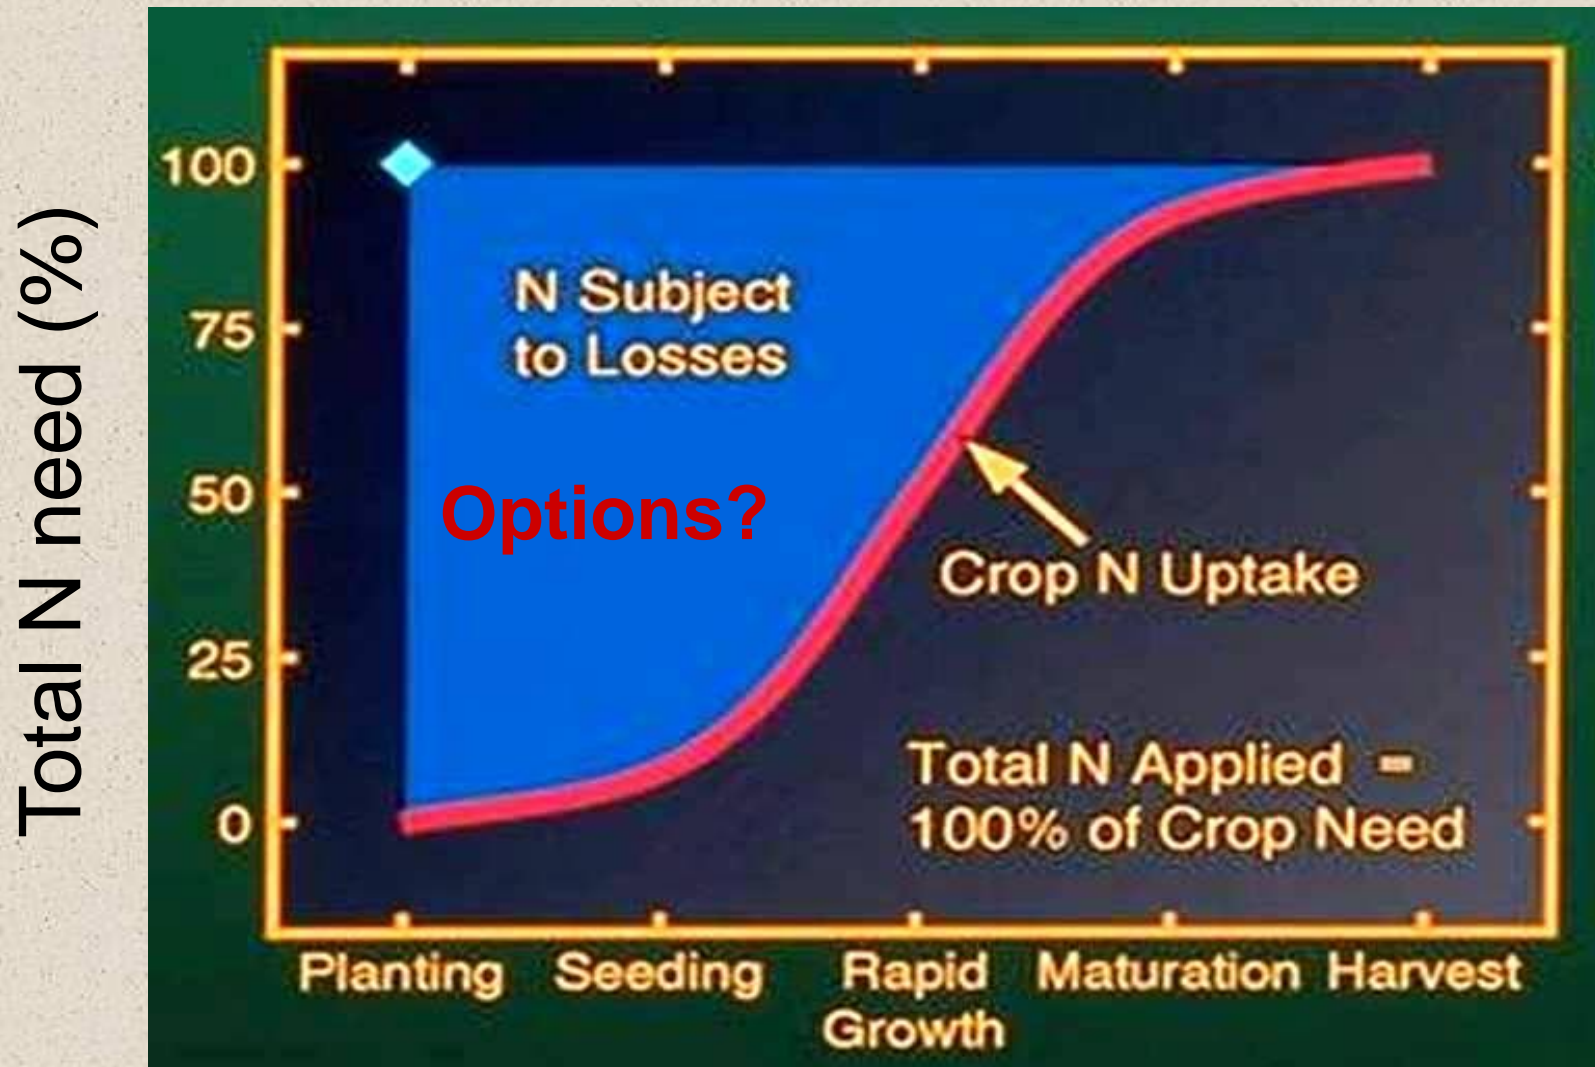 Total N need (%)
100
75
50
25
0
N Subject
to Losses
Options?
Crop N Uptake
Total N Applied =
100% of Crop Need
Planting Seeding Rapid Maturation Harvest
Growth